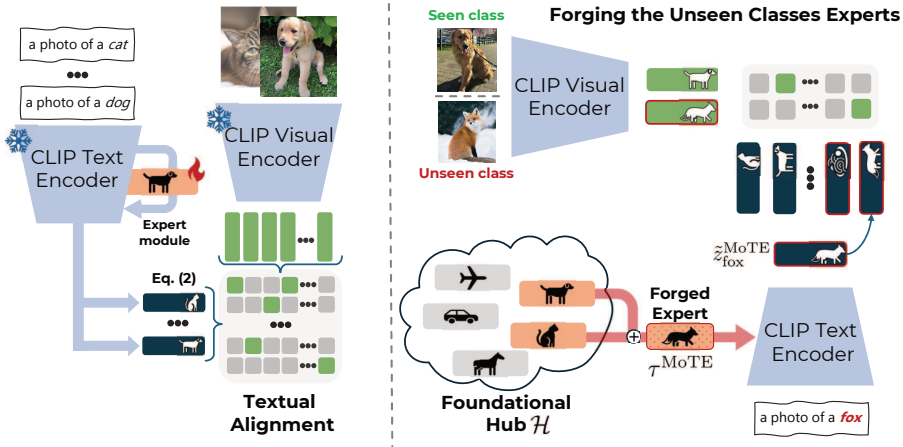 a photo of a cat
a photo of a dog
CLIP Text
Encoder
Expert
module
CLIP Visual
Encoder
Eq. (2)
Textual
Alignment
Seen class
Unseen class
Forging the Unseen Classes Experts
CLIP Visual
Encoder
z̃_fox^MoTE
Foundational
Hub ℋ
Forged
Expert
τ^MoTE
CLIP Text
Encoder
a photo of a fox